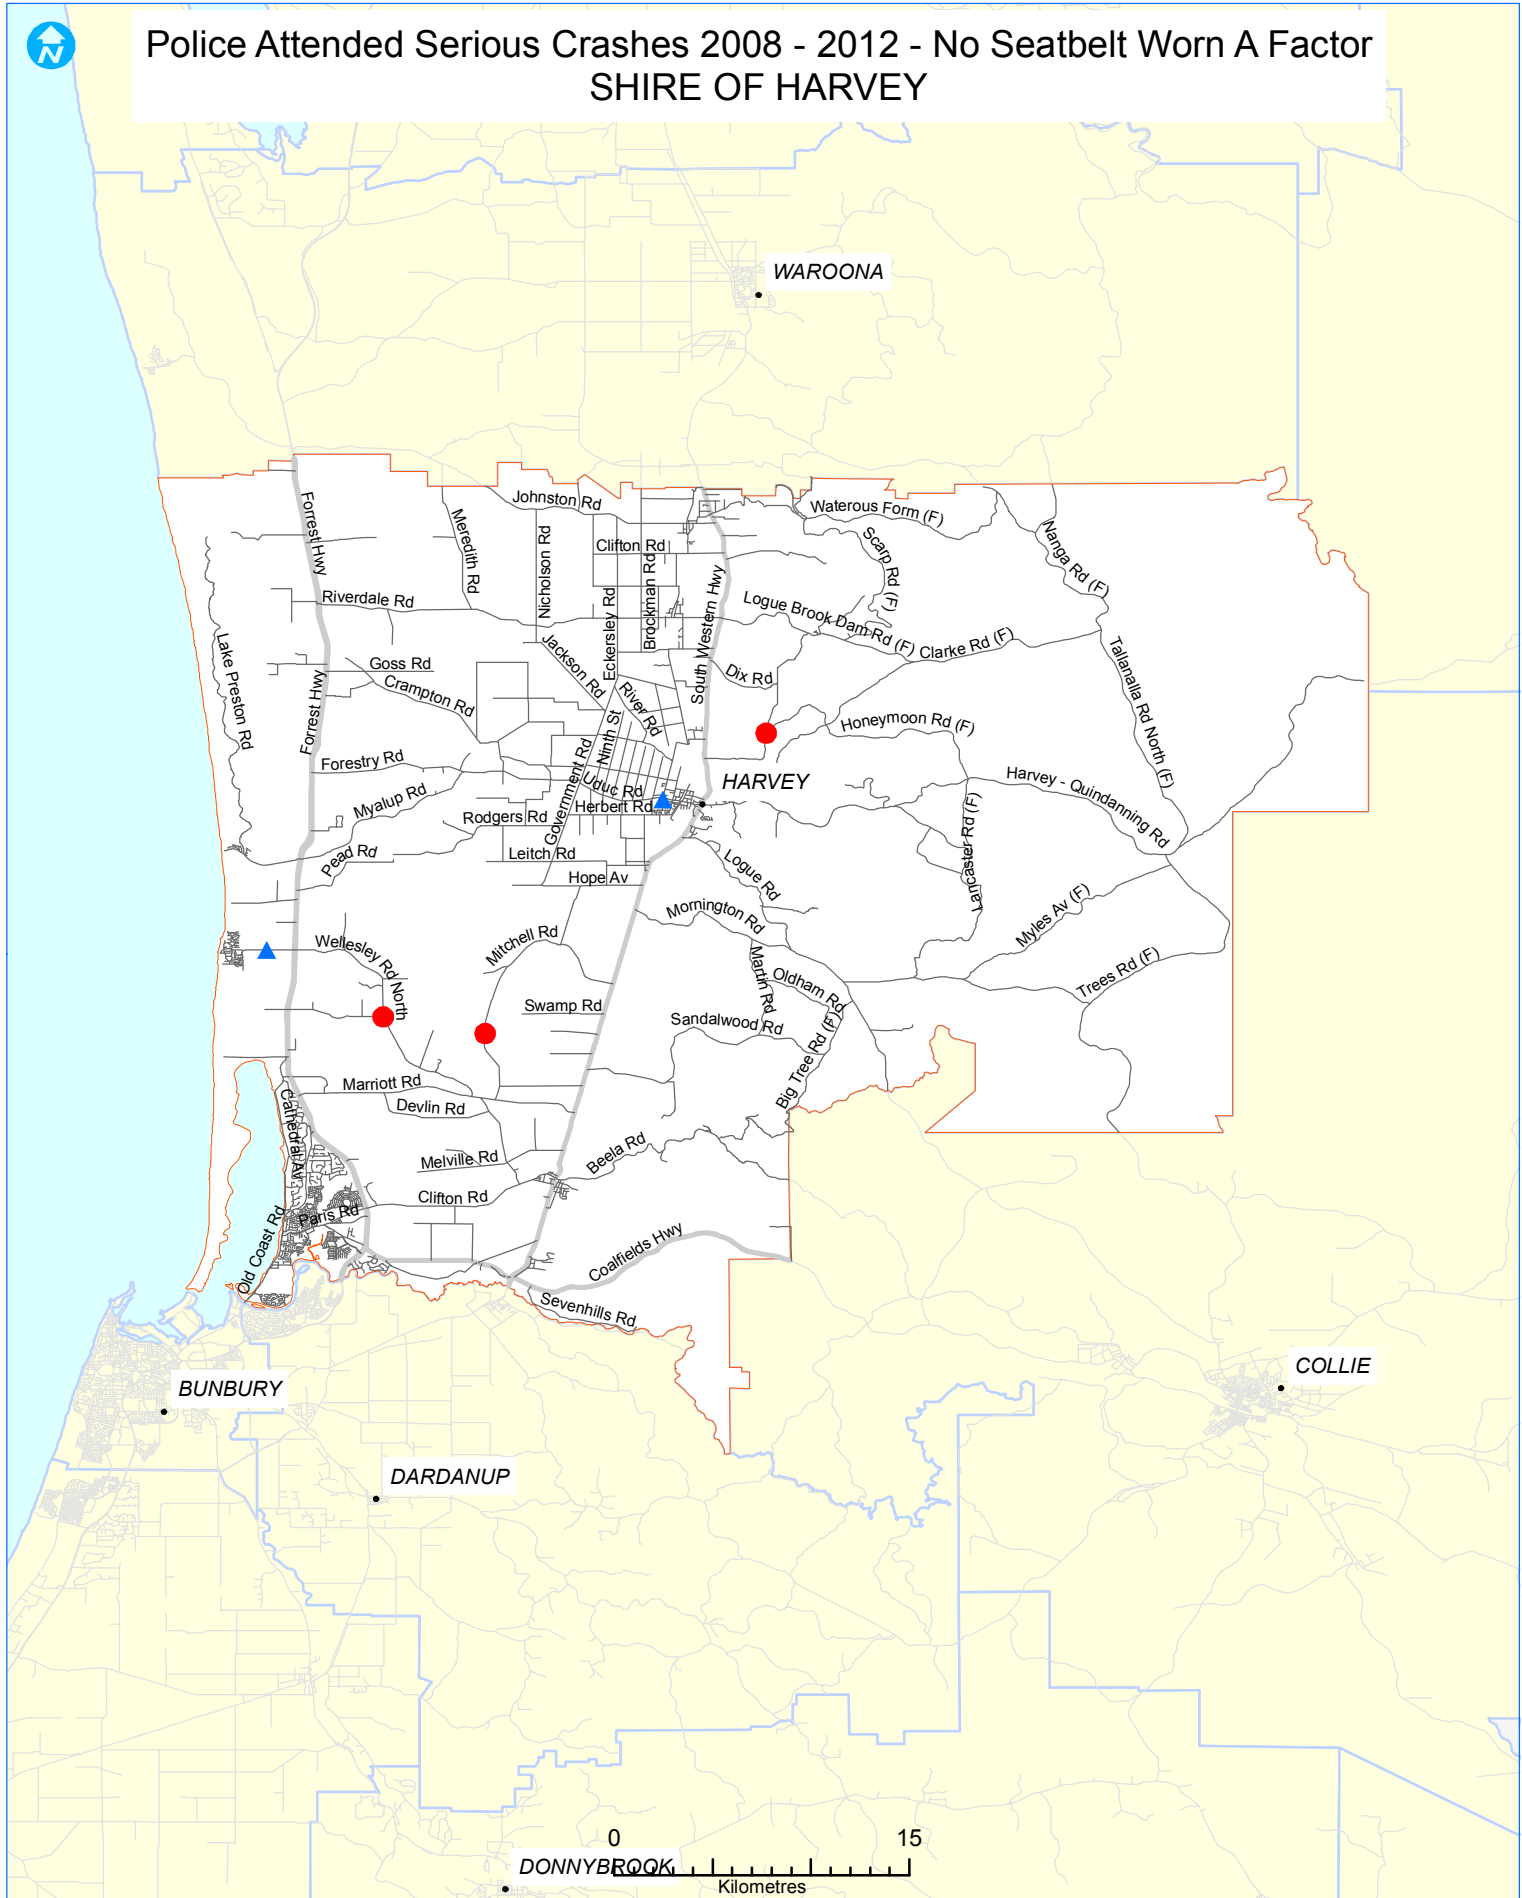 N
Police Attended Serious Crashes 2008 - 2012 - No Seatbelt Worn A Factor
SHIRE OF HARVEY
WAROONA
Johnston Rd
Waterous Form (F)
Forrest Hwy
Meredith Rd
Nicholson Rd
Clifton Rd
Scarp Rd (F)
Nanga Rd (F)
Brockman Rd
Eckersley Rd
South Western Hwy
Riverdale Rd
Logue Brook Dam Rd (F)
Clarke Rd (F)
Lake Preston Rd
Goss Rd
Jackson Rd
Dix Rd
Tallanalla Rd North (F)
Crampton Rd
River Rd
Forrest Hwy
Ninth St
Honeymoon Rd (F)
Government Rd
Forestry Rd
Uduc Rd
HARVEY
Harvey - Quindanning Rd
Myalup Rd
Herbert Rd
Rodgers Rd
Lancaster Rd (F)
Pead Rd
Leitch Rd
Logue Rd
Hope Av
Mornington Rd
Myles Av (F)
Wellesley Rd North
Mitchell Rd
Martin Rd
Oldham Rd
Trees Rd (F)
Swamp Rd
Sandalwood Rd
Big Tree Rd (F)
Marriott Rd
Cathedral Av
Devlin Rd
Melville Rd
Beela Rd
Clifton Rd
Paris Rd
Old Coast Rd
Coalfields Hwy
Sevenhills Rd
BUNBURY
COLLIE
DARDANUP
0 15
DONNYBROOK
Kilometres